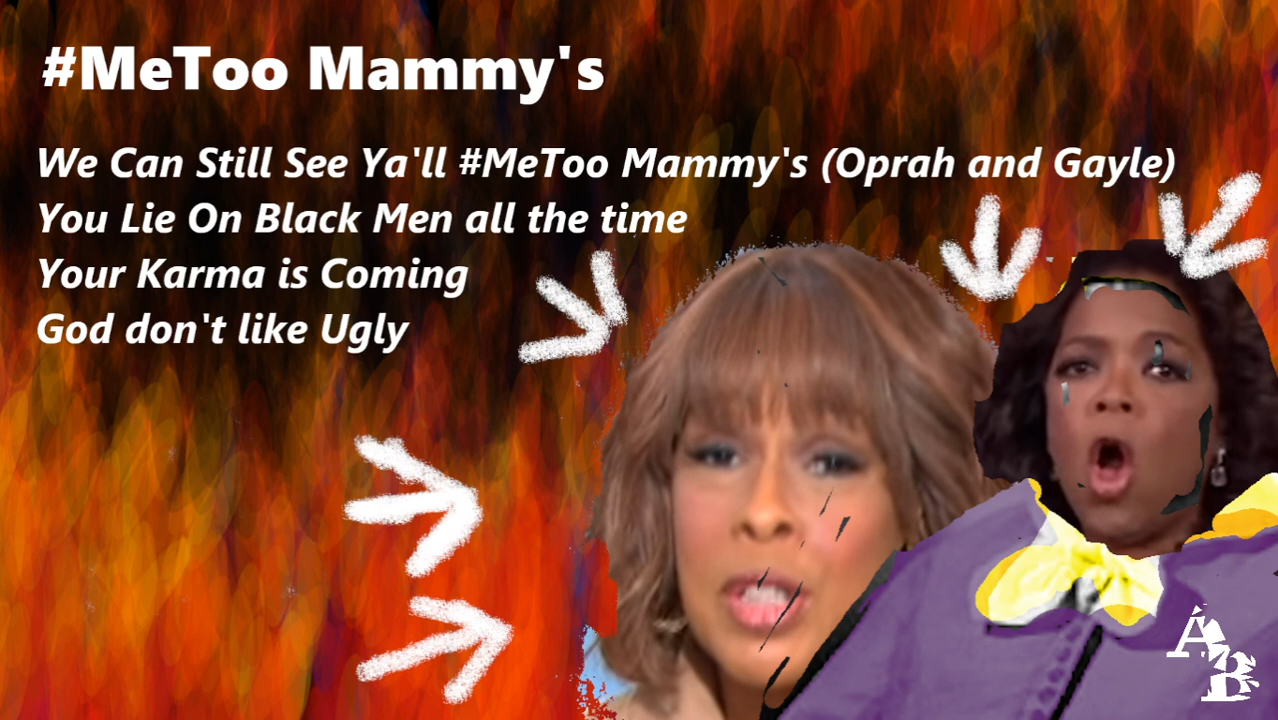 #MeToo Mammy's
We Can Still See Ya'll #MeToo Mammy's (Oprah and Gayle)
You Lie On Black Men all the time
Your Karma is Coming
God don't like Ugly
AB